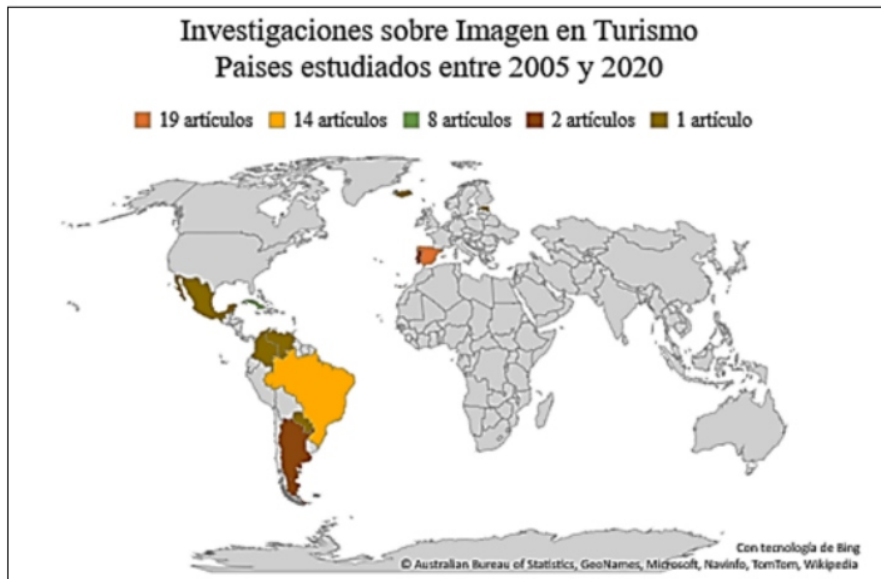 Investigaciones sobre Imagen en Turismo
Paises estudiados entre 2005 y 2020
19 artículos 14 artículos 8 artículos 2 artículos 1 artículo
Con tecnología de Bing
© Australian Bureau of Statistics, GeoNames, Microsoft, Navinfo, TomTom, Wikipedia